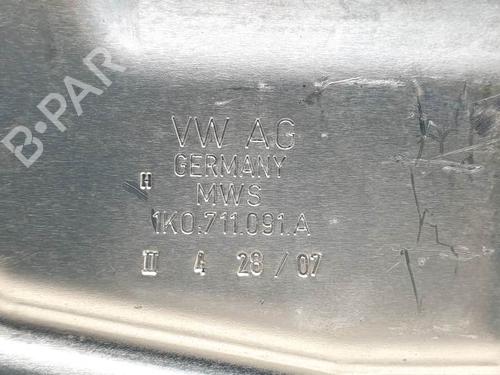 B-PAR
VW AG
GERMANY
H
MWS
1K0.711.091.A
II 4 28/07